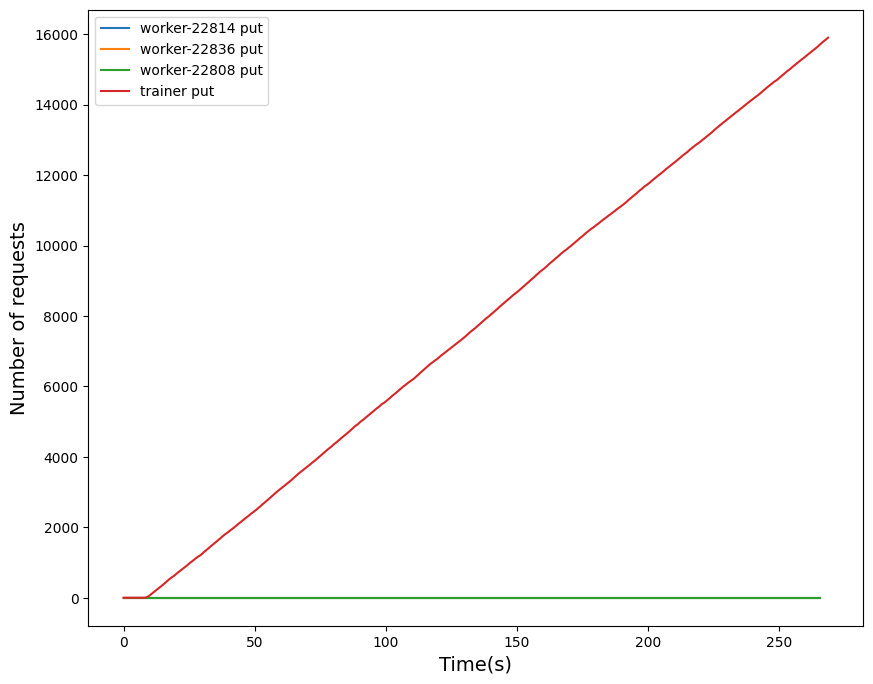 worker-22814 put
worker-22836 put
worker-22808 put
trainer put
16000
14000
12000
10000
8000
6000
4000
2000
0
Number of requests
0 50 100 150 200 250
Time(s)